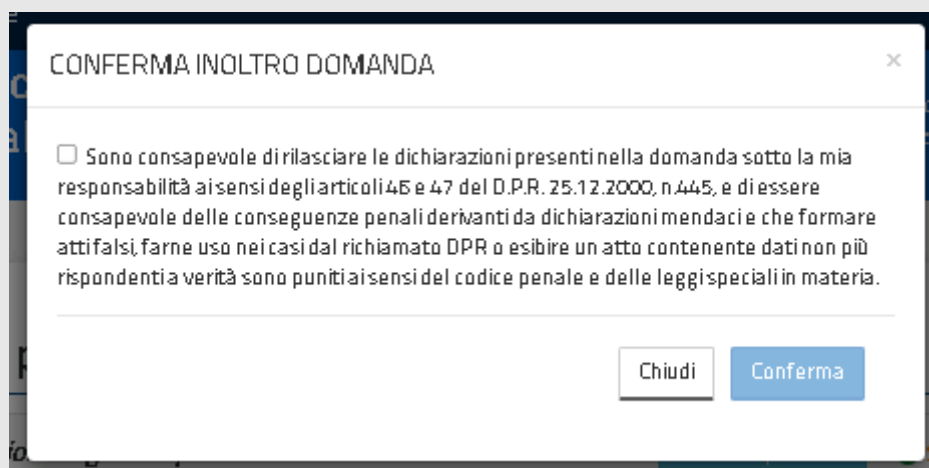 CONFERMA INOLTRO DOMANDA
×
Sono consapevole di rilasciare le dichiarazioni presenti nella domanda sotto la mia
responsabilità ai sensi degli articoli 46 e 47 del D.P.R. 25.12.2000, n.445, e di essere
consapevole delle conseguenze penali derivanti da dichiarazioni mendaci e che formare
atti falsi, farne uso nei casi dal richiamato DPR o esibire un atto contenente dati non più
rispondenti a verità sono puniti ai sensi del codice penale e delle leggi speciali in materia.
Chiudi Conferma